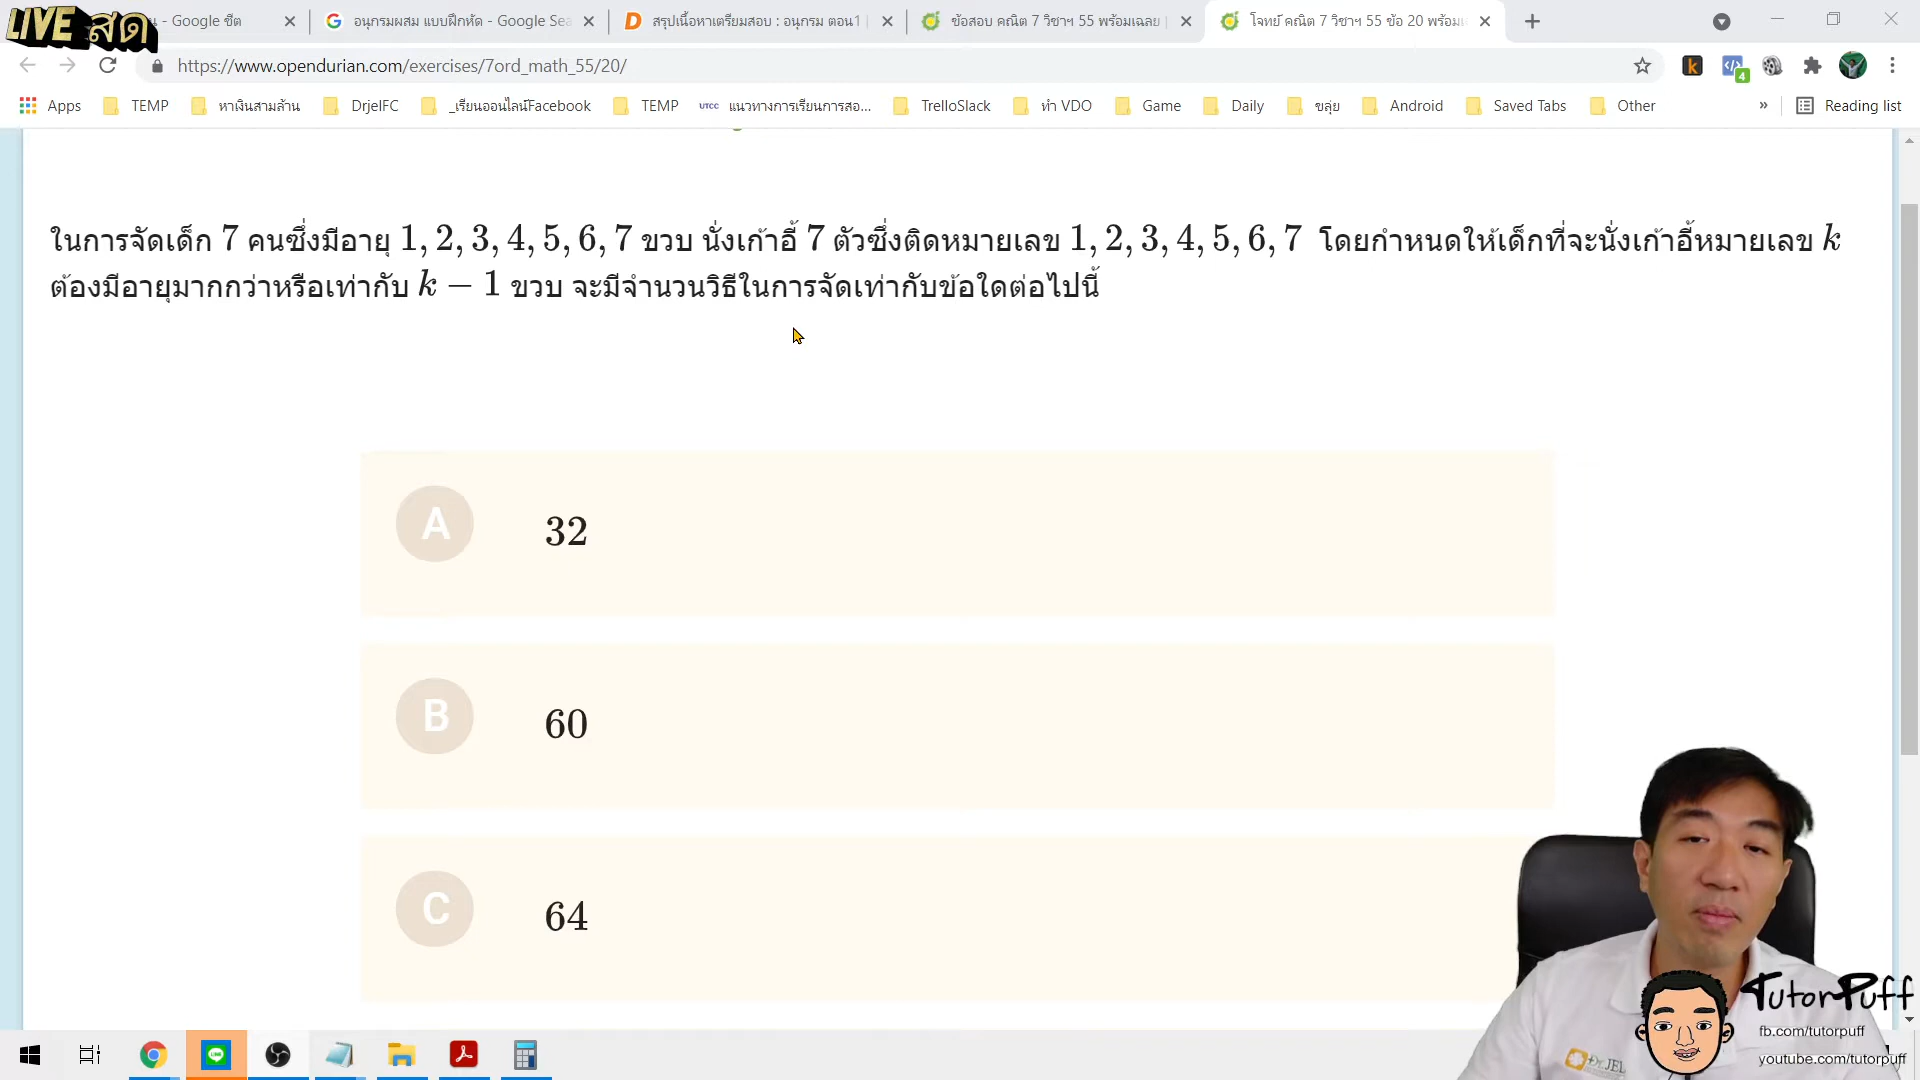 LIVE สด
น - Google ชีต
อนุกรมผสม แบบฝึกหัด - Google Sea
สรุปเนื้อหาเตรียมสอบ : อนุกรม ตอน1 |
ข้อสอบ คณิต 7 วิชาฯ 55 พร้อมเฉลย |
โจทย์ คณิต 7 วิชาฯ 55 ข้อ 20 พร้อมเ
https://www.opendurian.com/exercises/7ord_math_55/20/
4
Apps TEMP หาเงินสามล้าน DrjelFC _เรียนออนไลน์Facebook TEMP UTCC แนวทางการเรียนการสอ... TrelloSlack ทำ VDO Game Daily ขลุ่ย Android Saved Tabs Other » Reading list
ในการจัดเด็ก 7 คนซึ่งมีอายุ 1, 2, 3, 4, 5, 6, 7 ขวบ นั่งเก้าอี้ 7 ตัวซึ่งติดหมายเลข 1, 2, 3, 4, 5, 6, 7 โดยกำหนดให้เด็กที่จะนั่งเก้าอี้หมายเลข k
ต้องมีอายุมากกว่าหรือเท่ากับ k − 1 ขวบ จะมีจำนวนวิธีในการจัดเท่ากับข้อใดต่อไปนี้
A 32
B 60
C 64
TutorPuff
fb.com/tutorpuff
youtube.com/tutorpuff
Dr.JEL